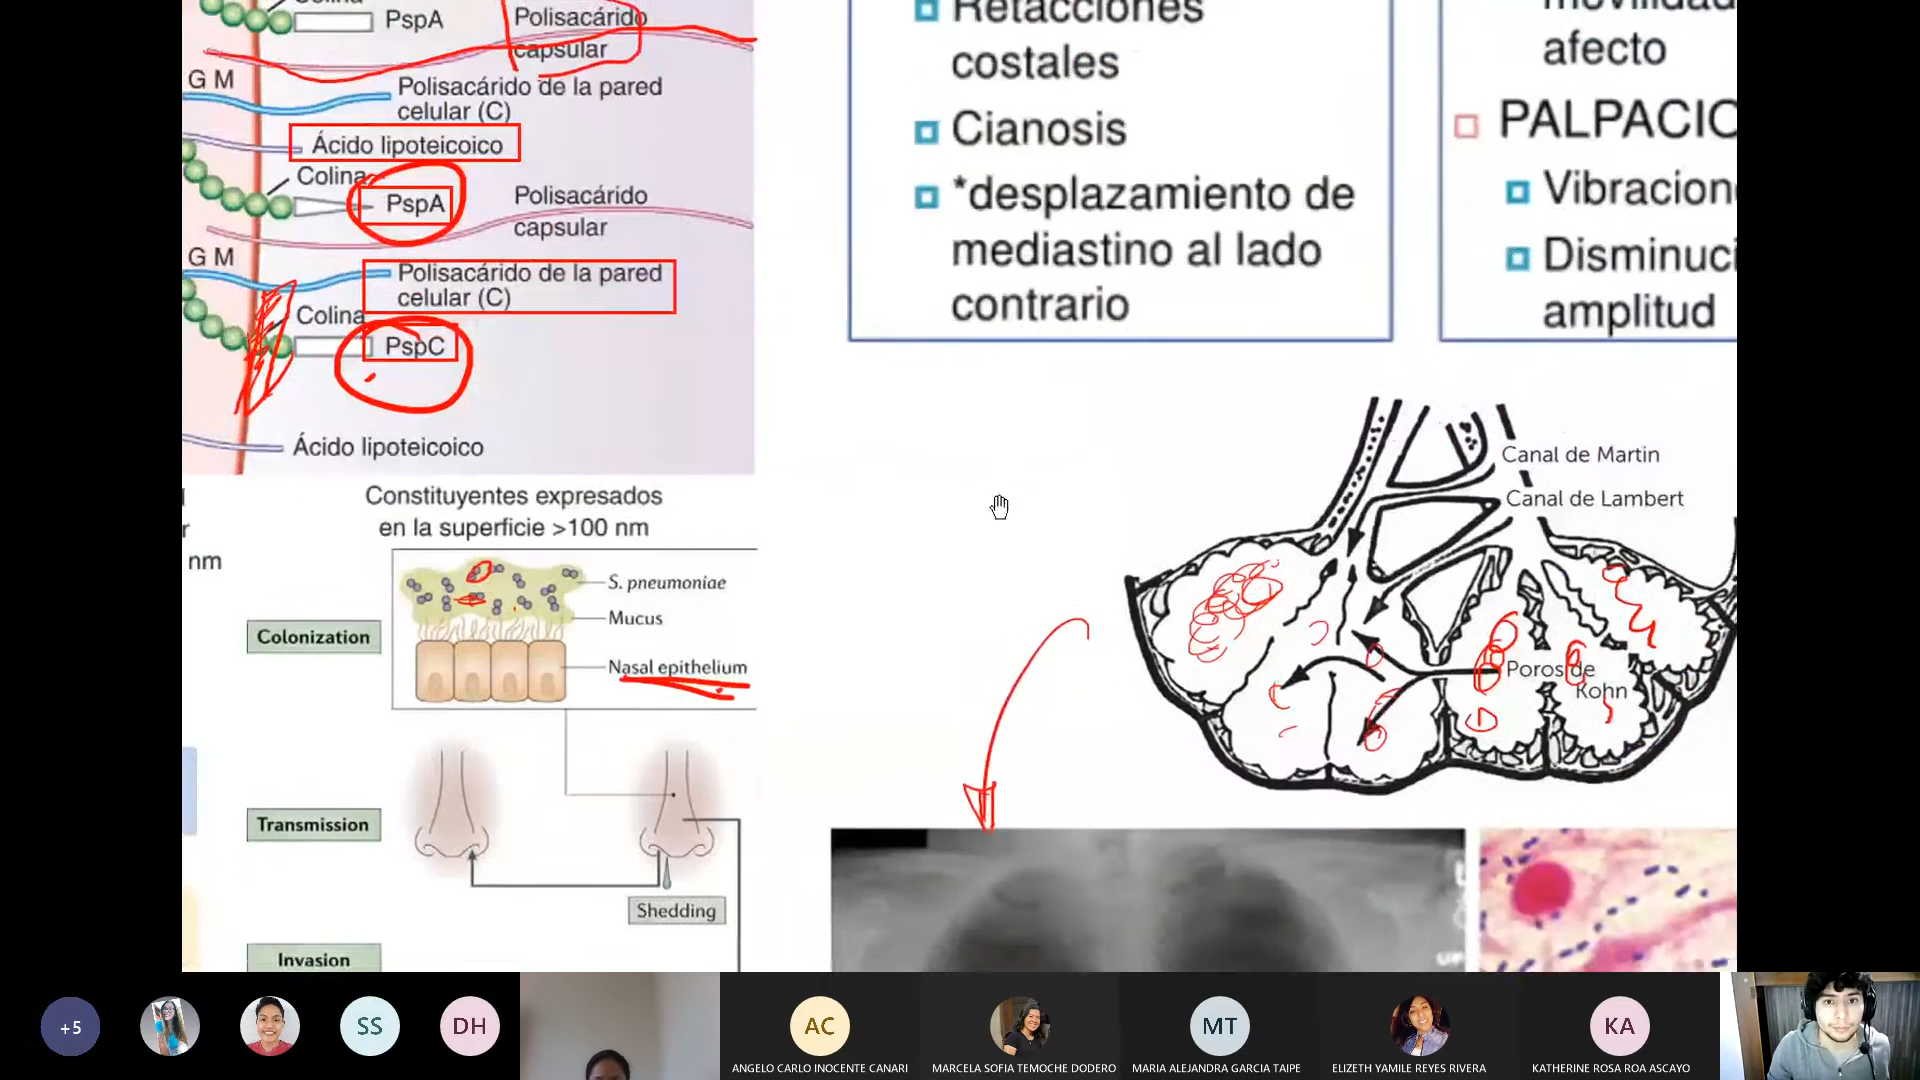 PspA
Polisacárido
capsular
G M
Polisacárido de la pared
celular (C)
Ácido lipoteicoico
Colina
PspA
Polisacárido
capsular
G M
Polisacárido de la pared
celular (C)
Colina
PspC
Ácido lipoteicoico
Constituyentes expresados
en la superficie >100 nm
nm
Retacciones
costales
Cianosis
*desplazamiento de
mediastino al lado
contrario
afecto
PALPACIO
Vibracion
Disminuci
amplitud
Colonization
S. pneumoniae
Mucus
Nasal epithelium
Transmission
Shedding
Invasion
Canal de Martin
Canal de Lambert
Poros de
Kohn
+5
SS
DH
AC
ANGELO CARLO INOCENTE CANARI
MARCELA SOFIA TEMOCHE DODERO
MT
MARIA ALEJANDRA GARCIA TAIPE
ELIZETH YAMILE REYES RIVERA
KA
KATHERINE ROSA ROA ASCAYO